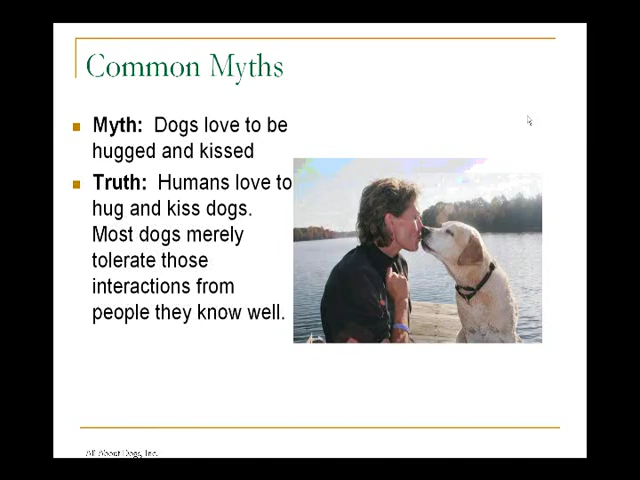 Common Myths
Myth: Dogs love to be
hugged and kissed
Truth: Humans love to
hug and kiss dogs.
Most dogs merely
tolerate those
interactions from
people they know well.
All About Dogs, Inc.